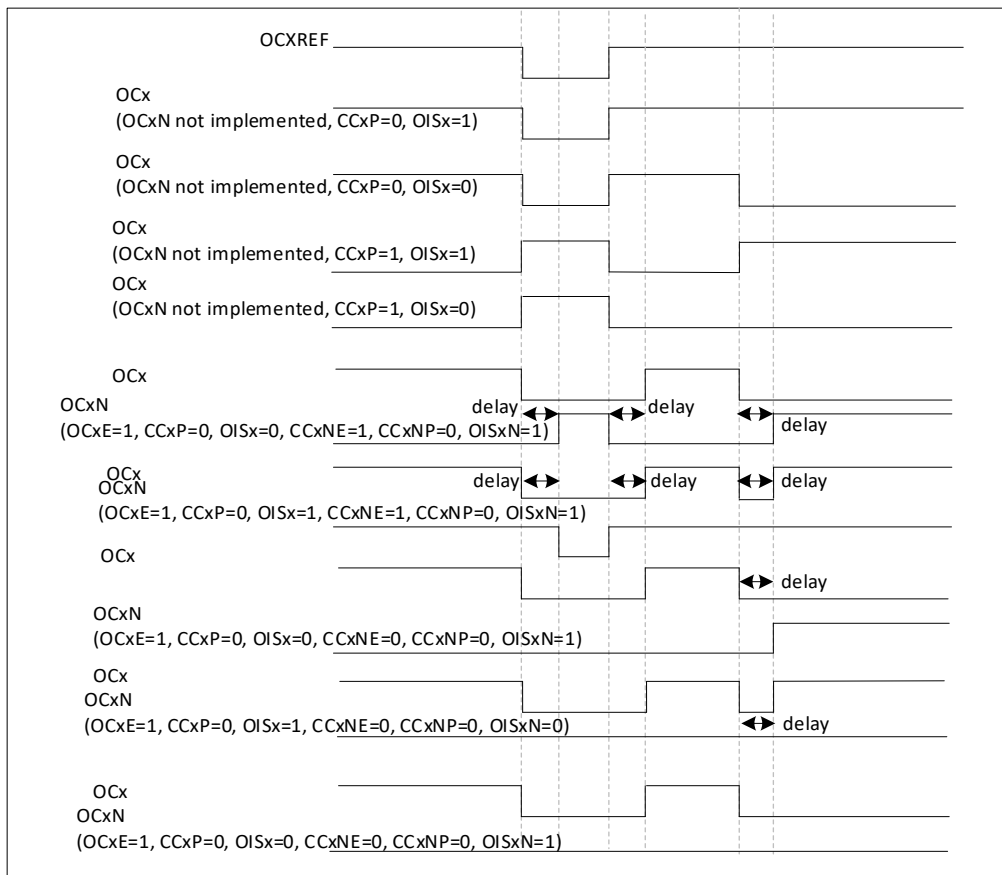 OCXREF
OCx
(OCxN not implemented, CCxP=0, OISx=1)
OCx
(OCxN not implemented, CCxP=0, OISx=0)
OCx
(OCxN not implemented, CCxP=1, OISx=1)
OCx
(OCxN not implemented, CCxP=1, OISx=0)
OCx
OCxN
delay
delay
delay
(OCxE=1, CCxP=0, OISx=0, CCxNE=1, CCxNP=0, OISxN=1)
OCx
delay
delay
delay
OCxN
(OCxE=1, CCxP=0, OISx=1, CCxNE=1, CCxNP=0, OISxN=1)
OCx
delay
OCxN
(OCxE=1, CCxP=0, OISx=0, CCxNE=0, CCxNP=0, OISxN=1)
OCx
OCxN
(OCxE=1, CCxP=0, OISx=1, CCxNE=0, CCxNP=0, OISxN=0)
delay
OCx
OCxN
(OCxE=1, CCxP=0, OISx=0, CCxNE=0, CCxNP=0, OISxN=1)